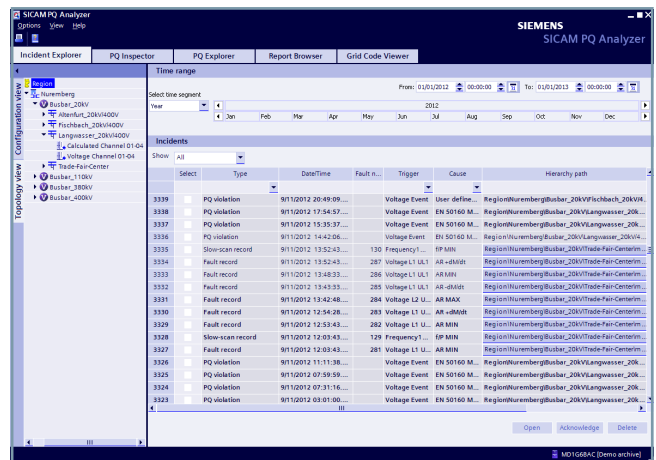 SICAM PQ Analyzer
Options View Help
SIEMENS
SICAM PQ Analyzer
Incident Explorer PQ Inspector PQ Explorer Report Browser Grid Code Viewer
Time range
From: 01/01/2012 00:00:00 To: 01/01/2013 00:00:00
Select time segment
Year 2012
Jan Feb Mar Apr May Jun Jul Aug Sep Oct Nov Dec
Configuration view
Topology view
Region
Nuremberg
Busbar_20kV
Altenfurt_20kV/400V
Fischbach_20kV/400V
Langwasser_20kV/400V
Calculated Channel 01-04
Voltage Channel 01-04
Trade-Fair-Center
Busbar_110kV
Busbar_380kV
Busbar_400kV
Incidents
Show All
Select Type Date/Time Fault n... Trigger Cause Hierarchy path
3339 PQ violation 9/11/2012 20:49:09.... Voltage Event User define... Region\Nuremberg\Busbar_20kV\Fischbach_20kV/4...
3338 PQ violation 9/11/2012 17:54:57.... Voltage Event EN 50160 M... Region\Nuremberg\Busbar_20kV\Langwasser_20k...
3337 PQ violation 9/11/2012 15:35:37.... Voltage Event EN 50160 M... Region\Nuremberg\Busbar_20kV\Langwasser_20k...
3336 PQ violation 9/11/2012 14:42:06.... Voltage Event EN 50160 M... Region\Nuremberg\Busbar_20kV\Langwasser_20kV/4...
3335 Slow-scan record 9/11/2012 13:52:43.... 130 Frequency1... f/P MIN Region\Nuremberg\Busbar_20kV\Trade-Fair-Center\m...
3334 Fault record 9/11/2012 13:52:43.... 287 Voltage L1 UL1 AR +dM/dt Region\Nuremberg\Busbar_20kV\Trade-Fair-Center\m...
3333 Fault record 9/11/2012 13:48:33.... 286 Voltage L1 UL1 AR MIN Region\Nuremberg\Busbar_20kV\Trade-Fair-Center\m...
3332 Fault record 9/11/2012 13:43:33.... 285 Voltage L1 UL1 AR -dM/dt Region\Nuremberg\Busbar_20kV\Trade-Fair-Center\m...
3331 Fault record 9/11/2012 13:42:48.... 284 Voltage L2 U... AR MAX Region\Nuremberg\Busbar_20kV\Trade-Fair-Center\m...
3330 Fault record 9/11/2012 12:54:28.... 283 Voltage L1 U... AR +dM/dt Region\Nuremberg\Busbar_20kV\Trade-Fair-Center\m...
3329 Fault record 9/11/2012 12:53:43.... 282 Voltage L1 U... AR MIN Region\Nuremberg\Busbar_20kV\Trade-Fair-Center\m...
3328 Slow-scan record 9/11/2012 12:03:43.... 129 Frequency1... f/P MIN Region\Nuremberg\Busbar_20kV\Trade-Fair-Center\m...
3327 Fault record 9/11/2012 12:03:43.... 281 Voltage L1 U... AR MIN Region\Nuremberg\Busbar_20kV\Trade-Fair-Center\m...
3326 PQ violation 9/11/2012 11:11:38.... Voltage Event EN 50160 M... Region\Nuremberg\Busbar_20kV\Langwasser_20k...
3325 PQ violation 9/11/2012 07:59:59.... Voltage Event EN 50160 M... Region\Nuremberg\Busbar_20kV\Langwasser_20k...
3324 PQ violation 9/11/2012 07:31:16.... Voltage Event EN 50160 M... Region\Nuremberg\Busbar_20kV\Langwasser_20k...
3323 PQ violation 9/11/2012 03:01:00.... Voltage Event EN 50160 M... Region\Nuremberg\Busbar_20kV\Langwasser_20k...
Open Acknowledge Delete
MD1G6BAC [Demo archive]